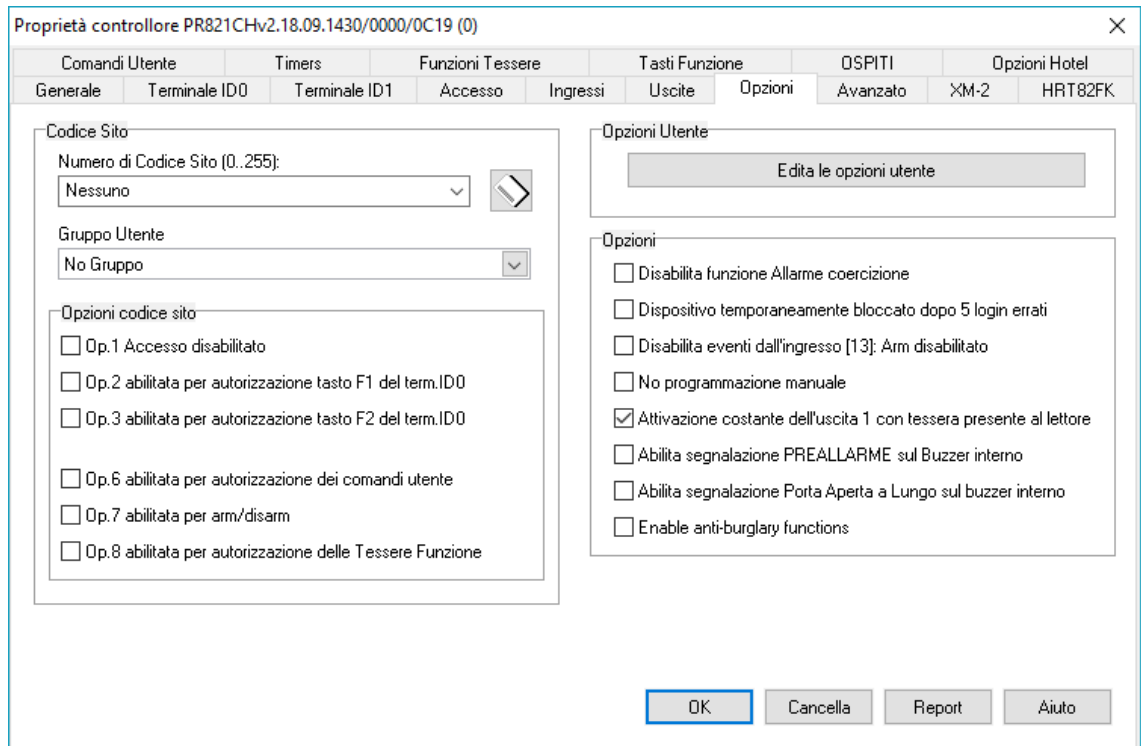 Proprietà controllore PR821CHv2.18.09.1430/0000/0C19 (0)
Comandi Utente Timers Funzioni Tessere Tasti Funzione OSPITI Opzioni Hotel
Generale Terminale ID0 Terminale ID1 Accesso Ingressi Uscite Opzioni Avanzato XM-2 HRT82FK
Codice Sito
Numero di Codice Sito (0..255):
Nessuno
Gruppo Utente
No Gruppo
Opzioni codice sito
Op.1 Accesso disabilitato
Op.2 abilitata per autorizzazione tasto F1 del term.ID0
Op.3 abilitata per autorizzazione tasto F2 del term.ID0
Op.6 abilitata per autorizzazione dei comandi utente
Op.7 abilitata per arm/disarm
Op.8 abilitata per autorizzazione delle Tessere Funzione
Opzioni Utente
Edita le opzioni utente
Opzioni
Disabilita funzione Allarme coercizione
Dispositivo temporaneamente bloccato dopo 5 login errati
Disabilita eventi dall'ingresso [13]: Arm disabilitato
No programmazione manuale
Attivazione costante dell'uscita 1 con tessera presente al lettore
Abilita segnalazione PREALLARME sul Buzzer interno
Abilita segnalazione Porta Aperta a Lungo sul buzzer interno
Enable anti-burglary functions
OK Cancella Report Aiuto